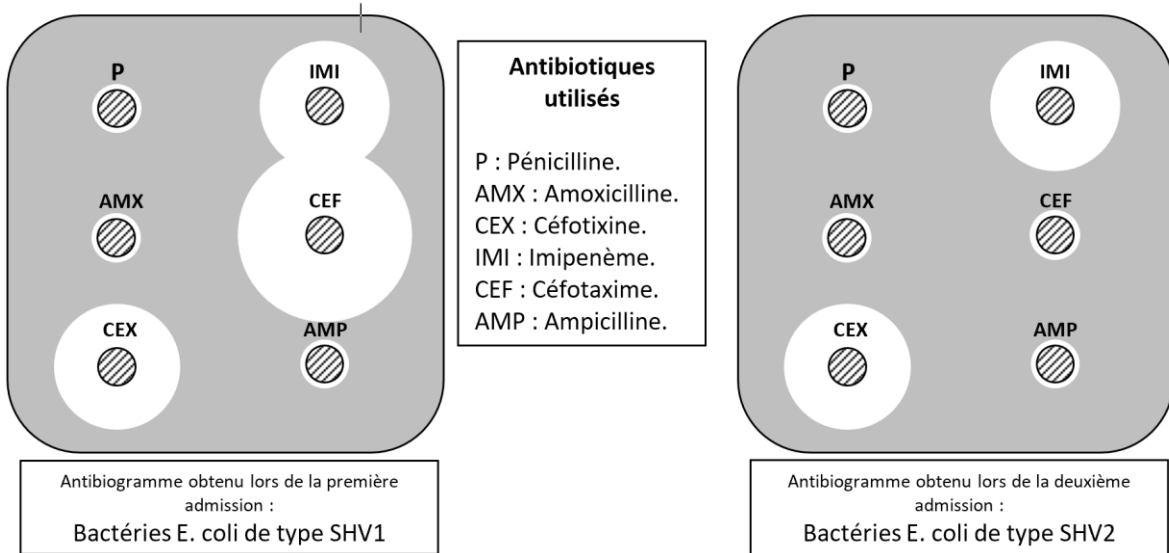 P
IMI
AMX
CEF
CEX
AMP
Antibiogramme obtenu lors de la première
admission :
Bactéries E. coli de type SHV1
Antibiotiques
utilisés
P : Pénicilline.
AMX : Amoxicilline.
CEX : Céfotixine.
IMI : Imipenème.
CEF : Céfotaxime.
AMP : Ampicilline.
P
IMI
AMX
CEF
CEX
AMP
Antibiogramme obtenu lors de la deuxième
admission :
Bactéries E. coli de type SHV2